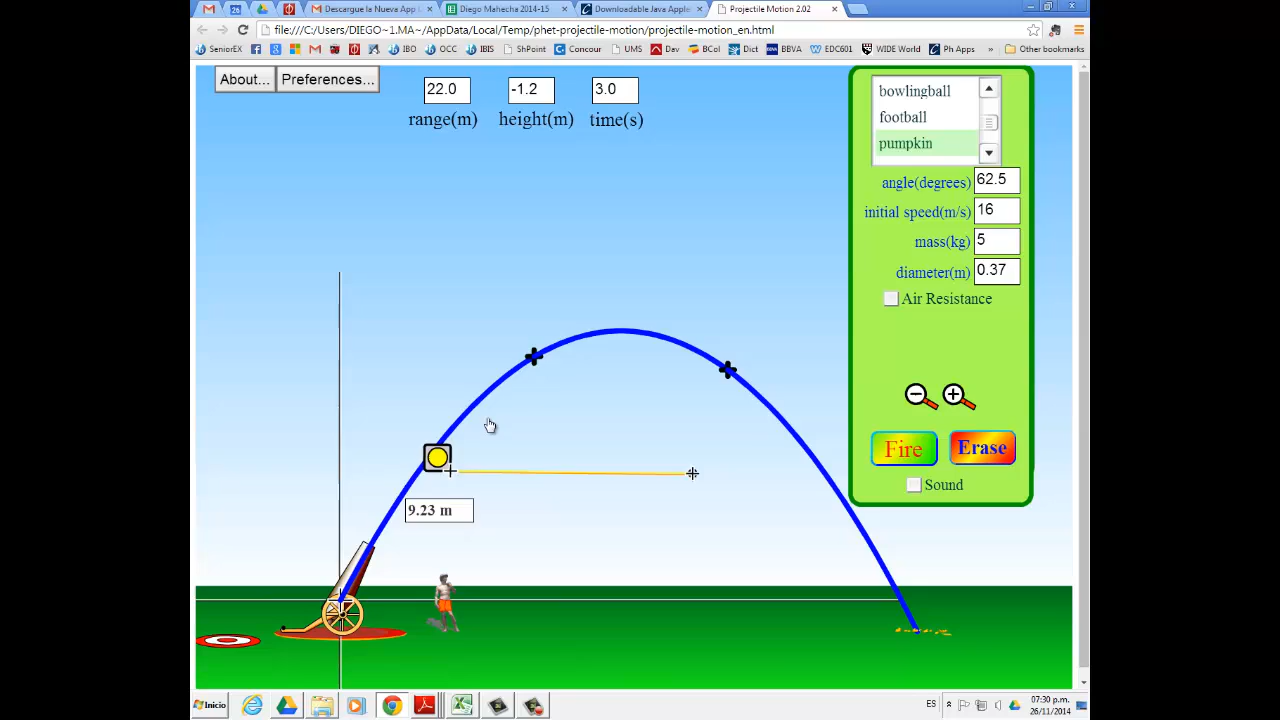 26
Descargue la Nueva App
Diego Mahecha 2014-15
Downloadable Java Apple
Projectile Motion 2.02
file:///C:/Users/DIEGO~1.MA~/AppData/Local/Temp/phet-projectile-motion/projectile-motion_en.html
SeniorEX
IBO
OCC
IBIS
ShPoint
Concour
UMS
Dav
BCol
Dict
BBVA
EDC601
WIDE World
Ph Apps
»
Other bookmarks
About...
Preferences...
22.0
-1.2
3.0
range(m)
height(m)
time(s)
bowlingball
football
pumpkin
angle(degrees) 62.5
initial speed(m/s) 16
mass(kg) 5
diameter(m) 0.37
Air Resistance
Fire
Erase
Sound
9.23 m
Inicio
ES
07:30 p.m.
26/11/2014